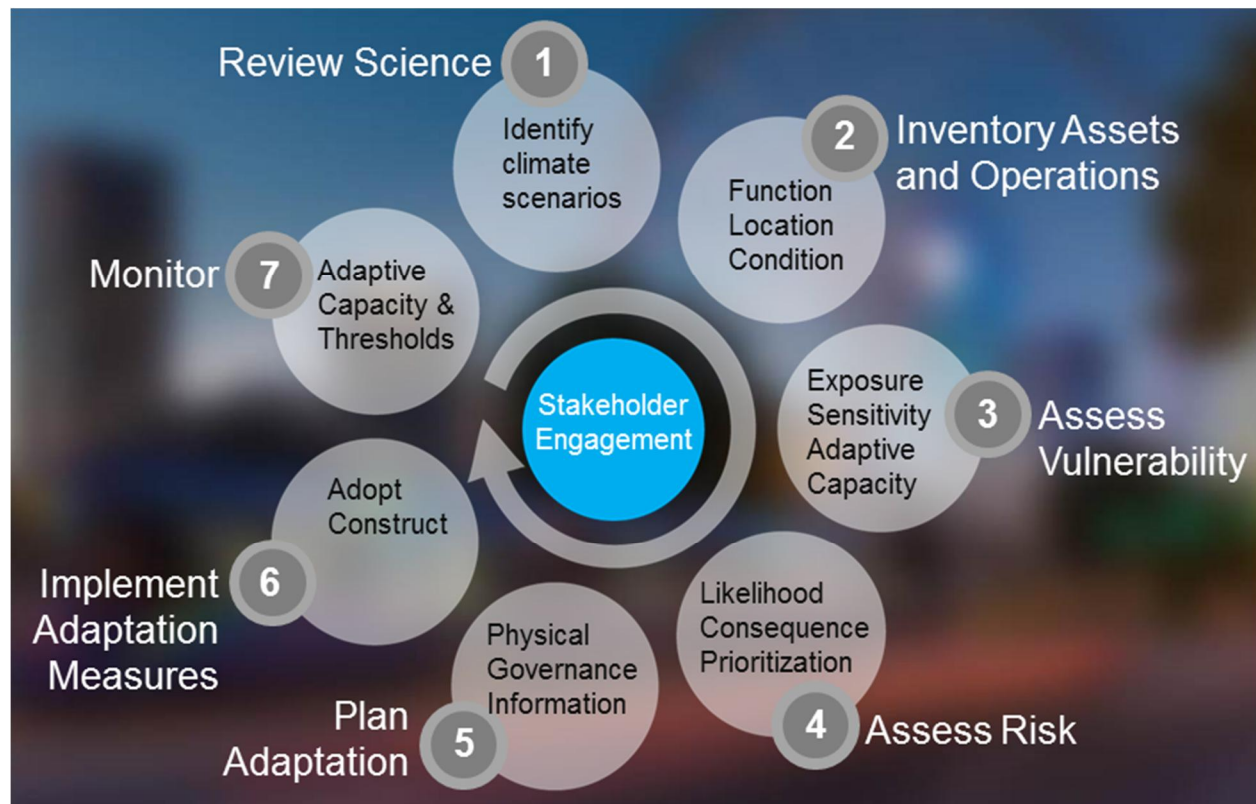 Review Science
1
Identify
climate
scenarios
2
Inventory Assets
and Operations
Function
Location
Condition
3
Assess
Vulnerability
Exposure
Sensitivity
Adaptive
Capacity
4
Assess Risk
Likelihood
Consequence
Prioritization
5
Plan
Adaptation
Physical
Governance
Information
6
Implement
Adaptation
Measures
Adopt
Construct
7
Monitor
Adaptive
Capacity &
Thresholds
Stakeholder
Engagement